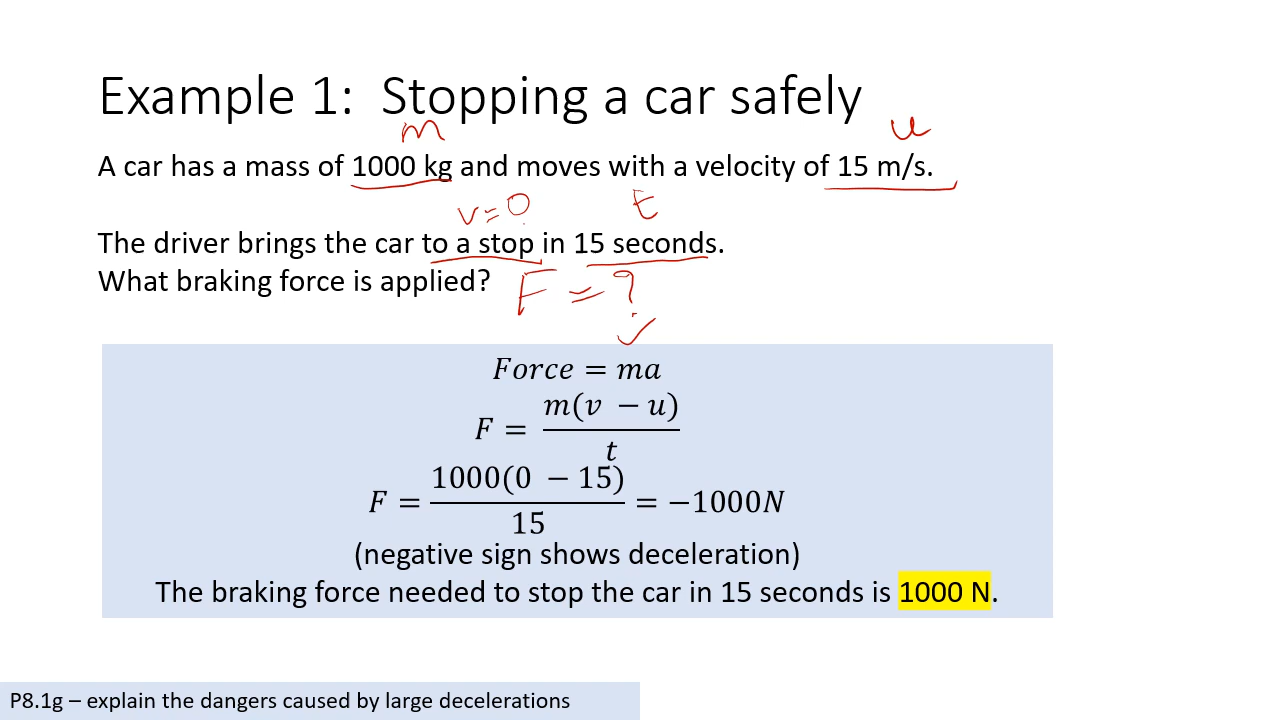 Example 1: Stopping a car safely
m u
A car has a mass of 1000 kg and moves with a velocity of 15 m/s.
v=0 t
The driver brings the car to a stop in 15 seconds.
What braking force is applied? F = ?
Force = ma
F = m(v − u) / t
F = 1000(0 − 15) / 15 = −1000N
(negative sign shows deceleration)
The braking force needed to stop the car in 15 seconds is 1000 N.
P8.1g – explain the dangers caused by large decelerations